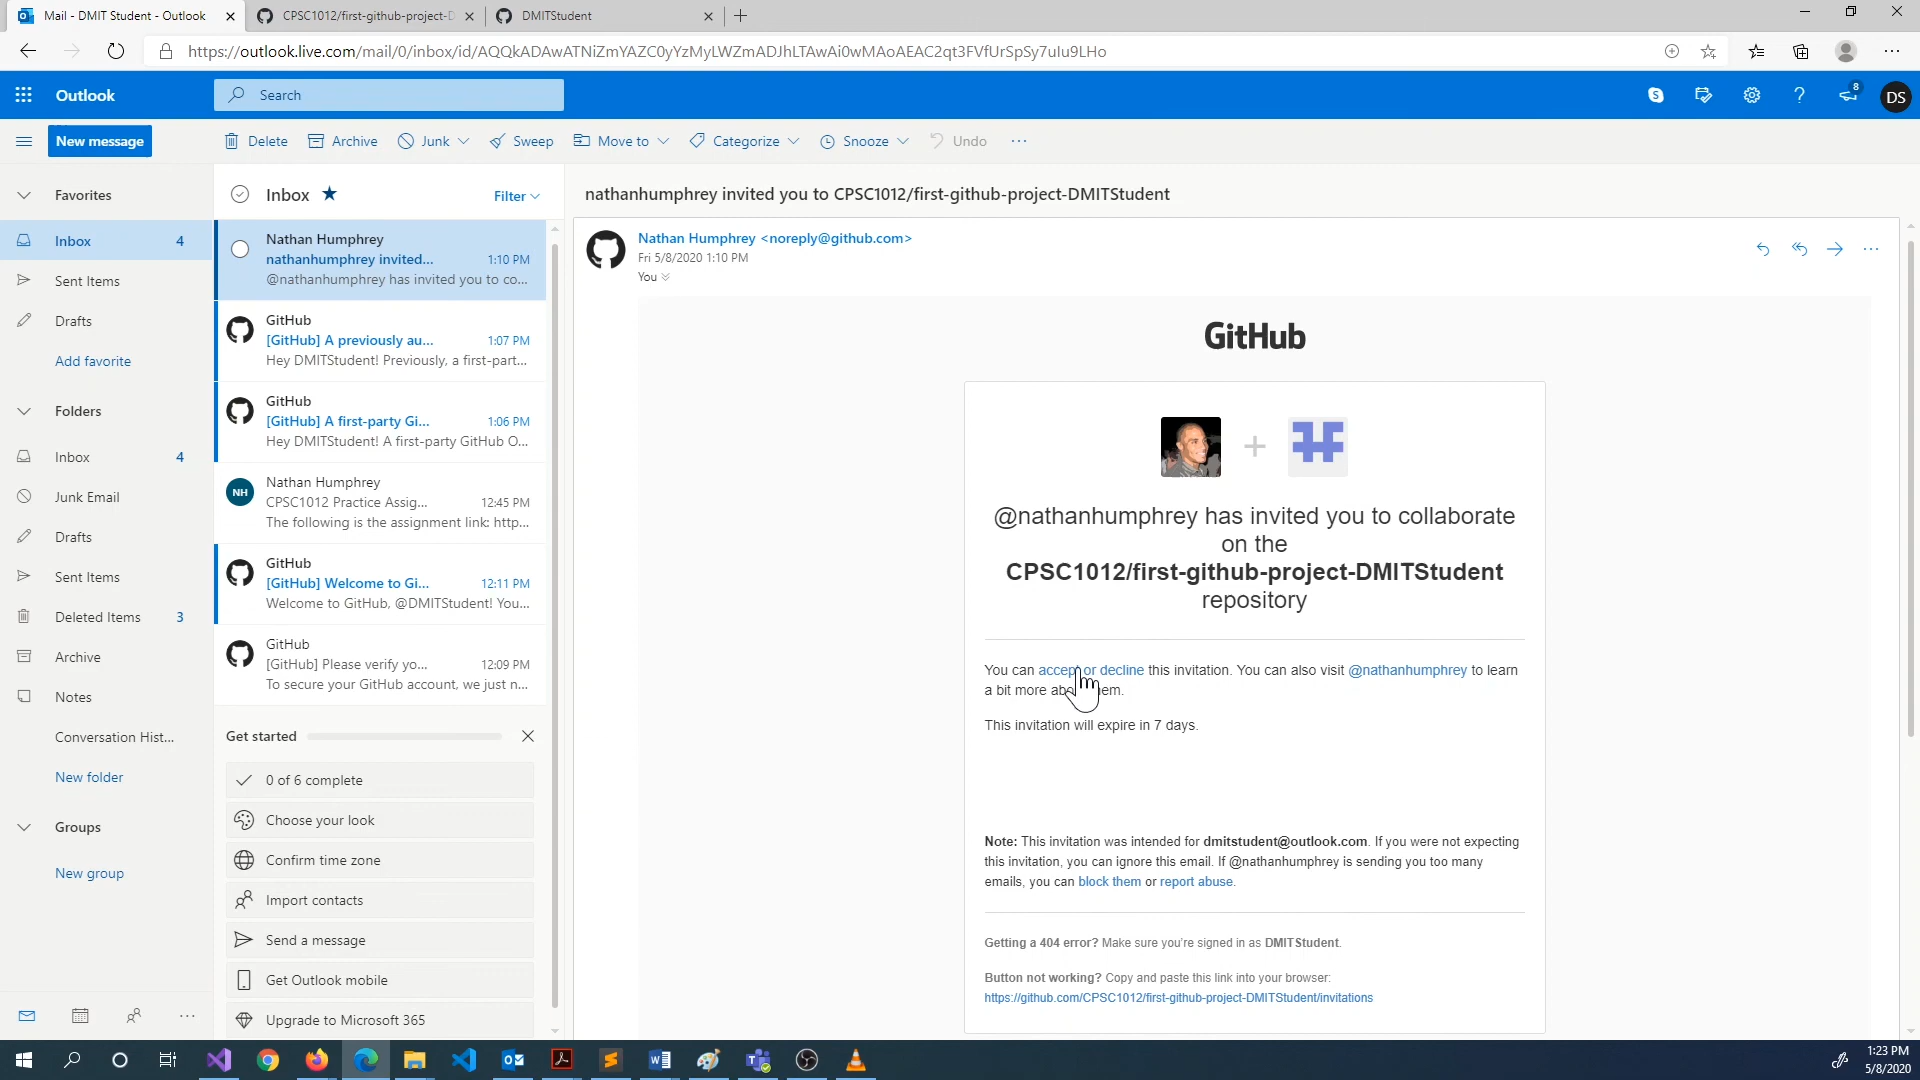 Mail - DMIT Student - Outlook
CPSC1012/first-github-project-D
DMITStudent
https://outlook.live.com/mail/0/inbox/id/AQQkADAwATNiZmYAZC0yYzMyLWZmADJhLTAwAi0wMAoAEAC2qt3FVfUrSpSy7uIu9LHo
Outlook
Search
8
DS
New message
Delete
Archive
Junk
Sweep
Move to
Categorize
Snooze
Undo
Favorites
Inbox 4
Sent Items
Drafts
Add favorite
Folders
Inbox 4
Junk Email
Drafts
Sent Items
Deleted Items 3
Archive
Notes
Conversation Hist...
New folder
Groups
New group
Inbox
Filter
Nathan Humphrey
nathanhumphrey invited... 1:10 PM
@nathanhumphrey has invited you to co...
GitHub
[GitHub] A previously au... 1:07 PM
Hey DMITStudent! Previously, a first-part...
GitHub
[GitHub] A first-party Gi... 1:06 PM
Hey DMITStudent! A first-party GitHub O...
NH
Nathan Humphrey
CPSC1012 Practice Assig... 12:45 PM
The following is the assignment link: http...
GitHub
[GitHub] Welcome to Gi... 12:11 PM
Welcome to GitHub, @DMITStudent! You...
GitHub
[GitHub] Please verify yo... 12:09 PM
To secure your GitHub account, we just n...
Get started
0 of 6 complete
Choose your look
Confirm time zone
Import contacts
Send a message
Get Outlook mobile
Upgrade to Microsoft 365
nathanhumphrey invited you to CPSC1012/first-github-project-DMITStudent
Nathan Humphrey <noreply@github.com>
Fri 5/8/2020 1:10 PM
You
GitHub
@nathanhumphrey has invited you to collaborate
on the
CPSC1012/first-github-project-DMITStudent
repository
You can accept or decline this invitation. You can also visit @nathanhumphrey to learn
a bit more about them.
This invitation will expire in 7 days.
Note: This invitation was intended for dmitstudent@outlook.com. If you were not expecting
this invitation, you can ignore this email. If @nathanhumphrey is sending you too many
emails, you can block them or report abuse.
Getting a 404 error? Make sure you're signed in as DMITStudent.
Button not working? Copy and paste this link into your browser:
https://github.com/CPSC1012/first-github-project-DMITStudent/invitations
1:23 PM
5/8/2020